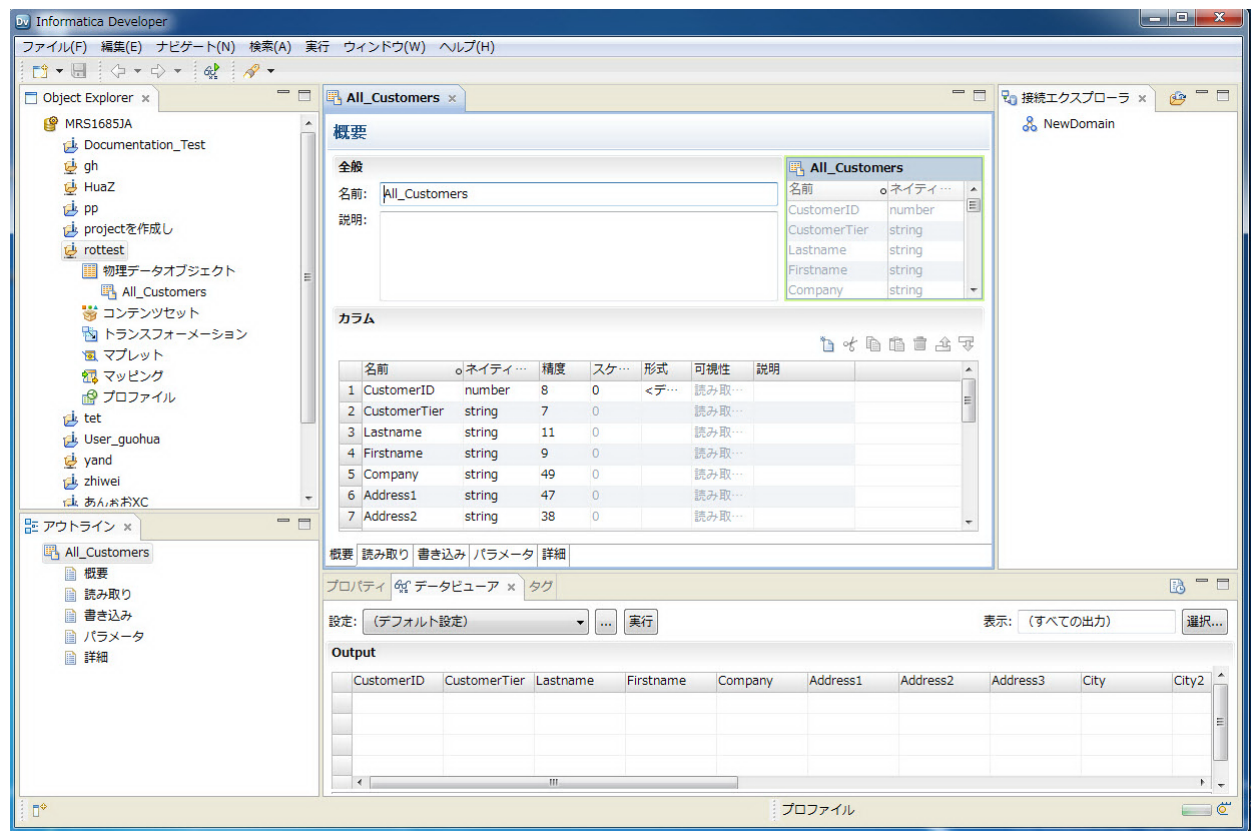 Informatica Developer
ファイル(F) 編集(E) ナビゲート(N) 検索(A) 実行 ウィンドウ(W) ヘルプ(H)
Object Explorer
MRS1685JA
Documentation_Test
gh
HuaZ
pp
projectを作成し
rottest
物理データオブジェクト
All_Customers
コンテンツセット
トランスフォーメーション
マプレット
マッピング
プロファイル
tet
User_guohua
yand
zhiwei
アウトライン
All_Customers
概要
読み取り
書き込み
パラメータ
詳細
All_Customers
概要
全般
名前: All_Customers
説明:
All_Customers
名前 ネイティ…
CustomerID number
CustomerTier string
Lastname string
Firstname string
Company string
カラム
名前 ネイティ… 精度 スケ… 形式 可視性 説明
1 CustomerID number 8 0 <デ… 読み取…
2 CustomerTier string 7 0 読み取…
3 Lastname string 11 0 読み取…
4 Firstname string 9 0 読み取…
5 Company string 49 0 読み取…
6 Address1 string 47 0 読み取…
7 Address2 string 38 0 読み取…
概要 読み取り 書き込み パラメータ 詳細
接続エクスプローラ
NewDomain
プロパティ データビューア タグ
設定: (デフォルト設定) ... 実行 表示: (すべての出力) 選択...
Output
CustomerID CustomerTier Lastname Firstname Company Address1 Address2 Address3 City City2
プロファイル